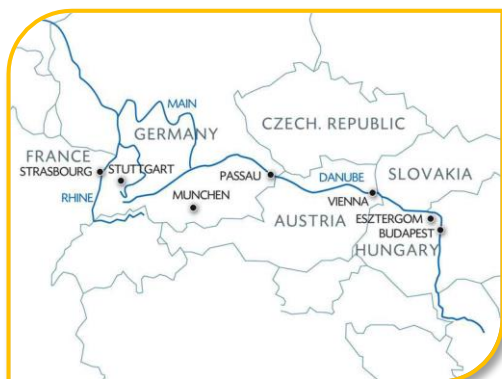 MAIN
GERMANY
CZECH. REPUBLIC
FRANCE
STRASBOURG
STUTTGART
PASSAU
DANUBE
SLOVAKIA
RHINE
MUNCHEN
VIENNA
AUSTRIA
ESZTERGOM
BUDAPEST
HUNGARY